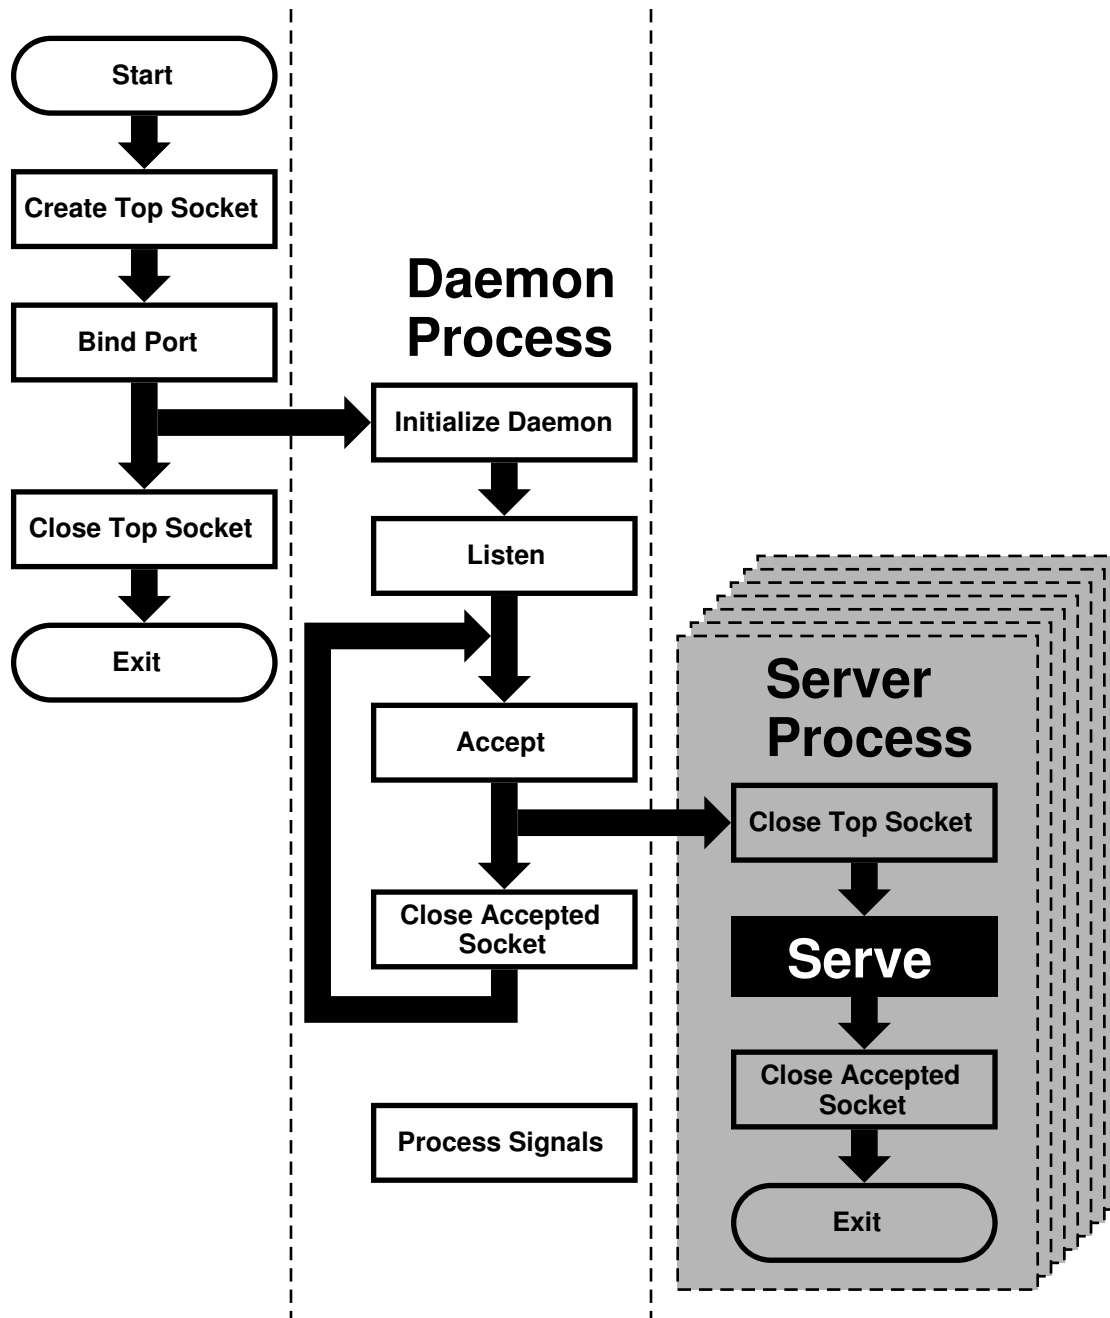 Start
Create Top Socket
Bind Port
Close Top Socket
Exit
Daemon
Process
Initialize Daemon
Listen
Accept
Close Accepted
Socket
Process Signals
Server
Process
Close Top Socket
Serve
Close Accepted
Socket
Exit